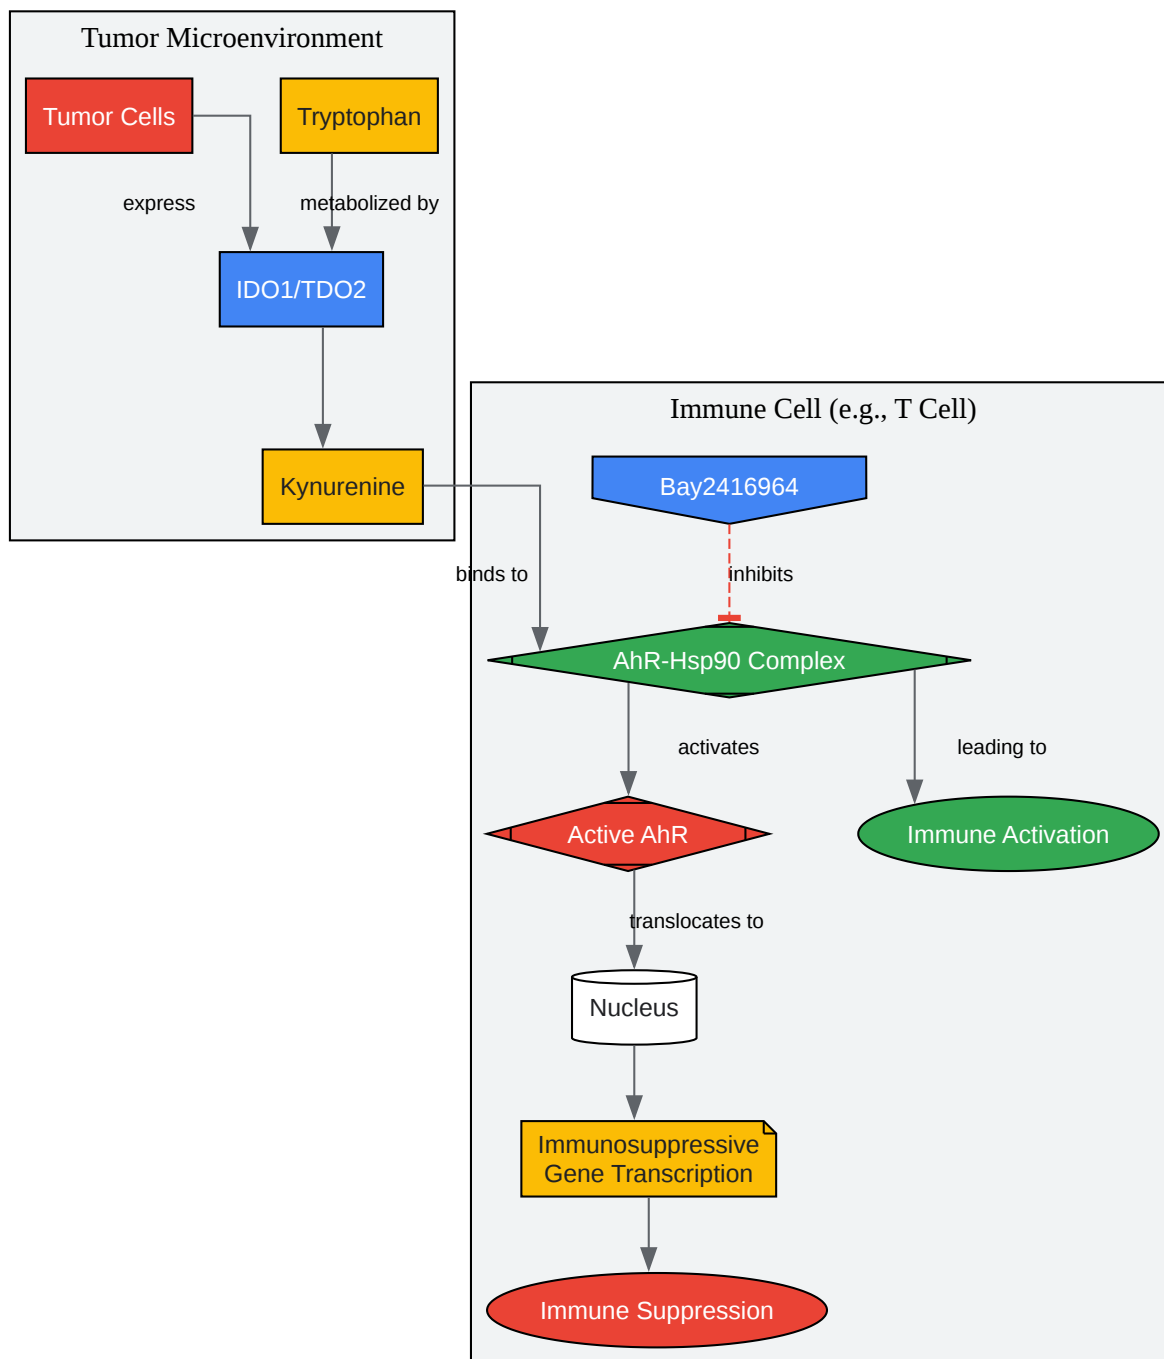 Tumor Microenvironment
Tumor Cells
Tryptophan
express
metabolized by
IDO1/TDO2
Kynurenine
Immune Cell (e.g., T Cell)
Bay2416964
binds to
inhibits
AhR-Hsp90 Complex
activates
leading to
Active AhR
Immune Activation
translocates to
Nucleus
Immunosuppressive
Gene Transcription
Immune Suppression